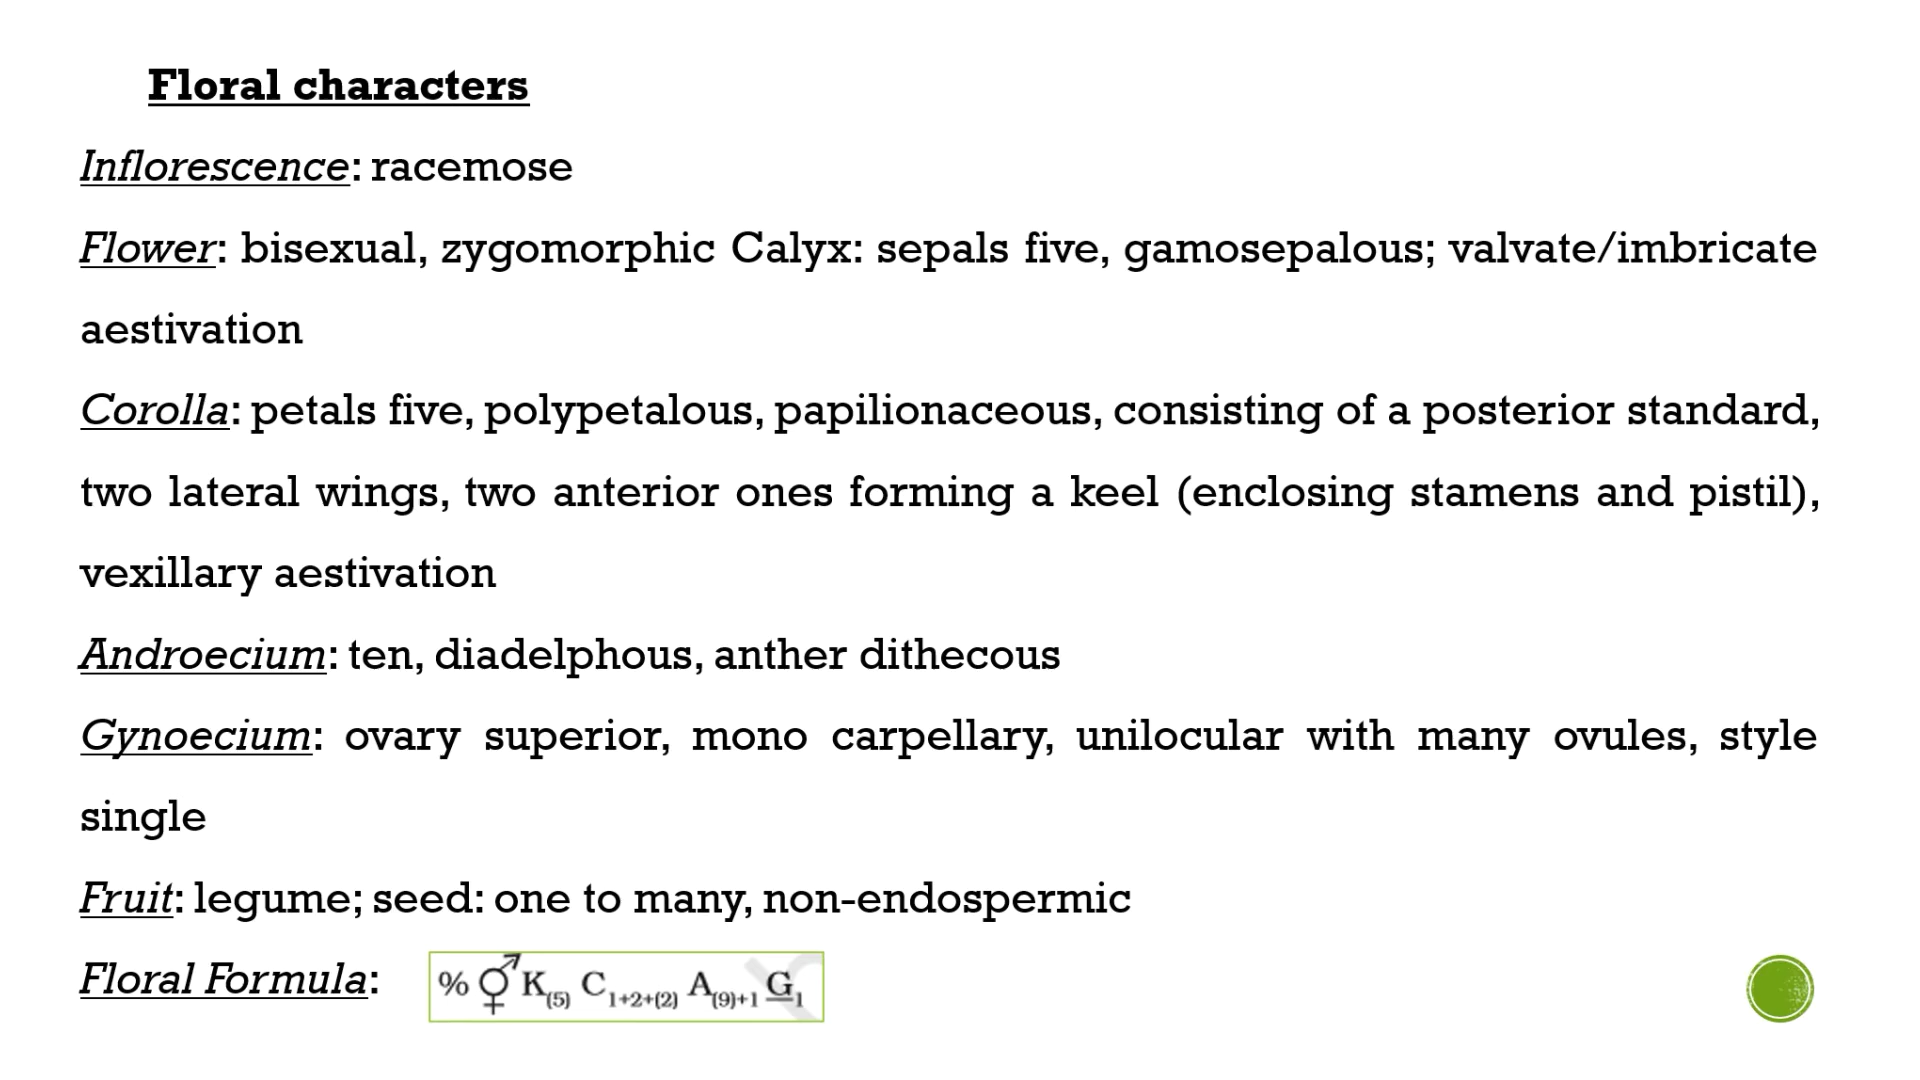 Floral characters
Inflorescence: racemose
Flower: bisexual, zygomorphic Calyx: sepals five, gamosepalous; valvate/imbricate
aestivation
Corolla: petals five, polypetalous, papilionaceous, consisting of a posterior standard,
two lateral wings, two anterior ones forming a keel (enclosing stamens and pistil),
vexillary aestivation
Androecium: ten, diadelphous, anther dithecous
Gynoecium: ovary superior, mono carpellary, unilocular with many ovules, style
single
Fruit: legume; seed: one to many, non-endospermic
Floral Formula: % ⚥ K(5) C1+2+(2) A(9)+1 G1